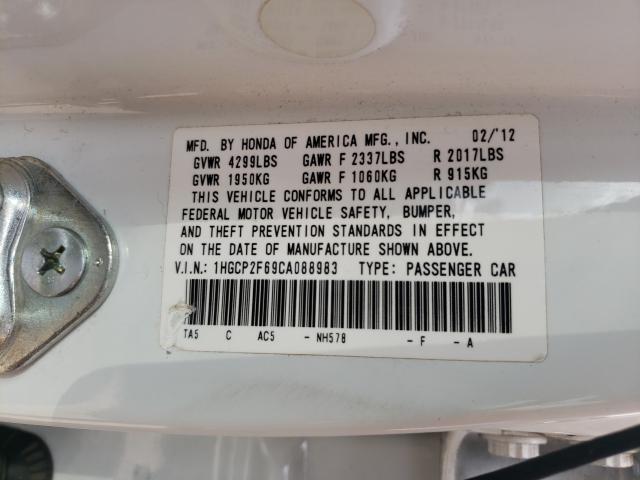 MFD. BY HONDA OF AMERICA MFG., INC. 02/'12
GVWR 4299LBS GAWR F 2337LBS R 2017LBS
GVWR 1950KG GAWR F 1060KG R 915KG
THIS VEHICLE CONFORMS TO ALL APPLICABLE
FEDERAL MOTOR VEHICLE SAFETY, BUMPER,
AND THEFT PREVENTION STANDARDS IN EFFECT
ON THE DATE OF MANUFACTURE SHOWN ABOVE.
V.I.N.: 1HGCP2F69CA088983 TYPE: PASSENGER CAR
TA5 C AC5 - NH578 - F - A